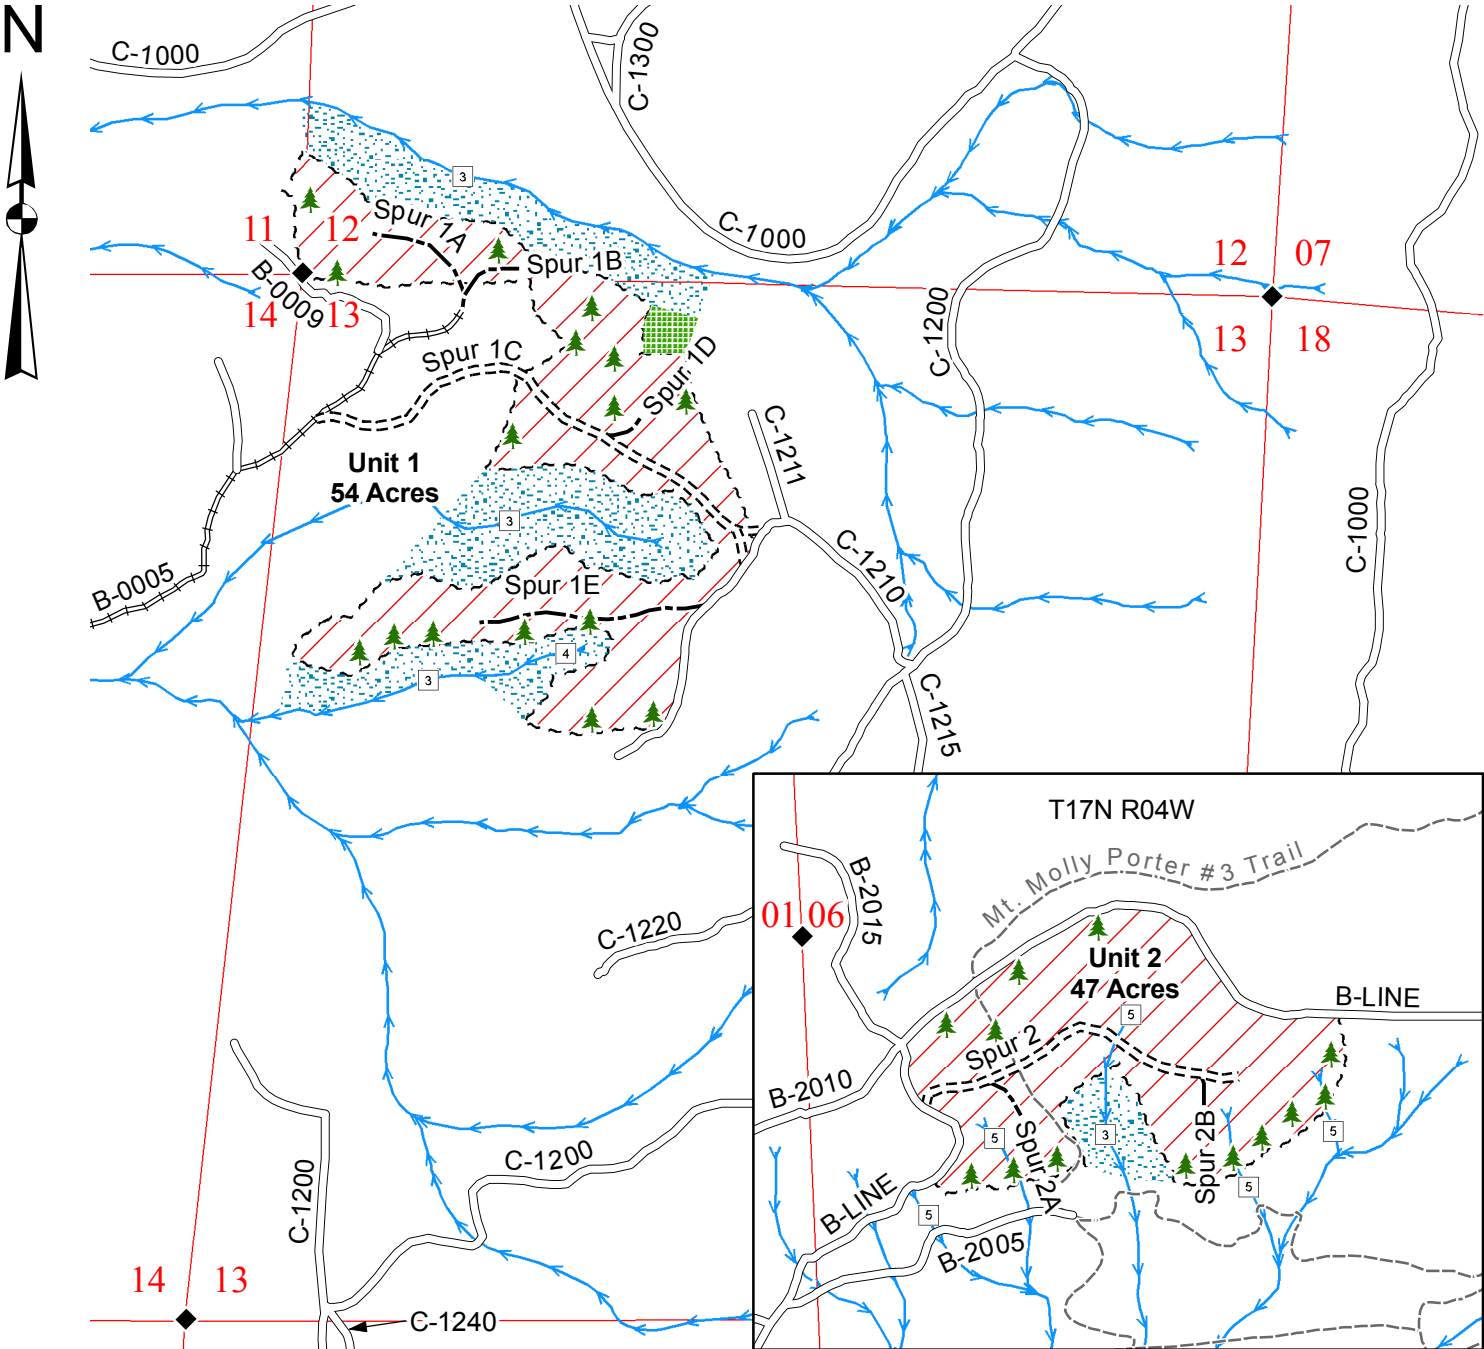 N
C-1000
C-1300
3
Spur 1A
11
12
C-1000
Spur 1B
12
07
B-0009
14
13
C-1200
13
18
Spur 1C
Spur 1D
C-1211
Unit 1
54 Acres
3
C-1000
C-1210
B-0005
Spur 1E
4
3
C-1215
T17N R04W
Mt. Molly Porter #3 Trail
B-2015
01
06
C-1220
Unit 2
47 Acres
B-LINE
5
Spur 2
B-2010
5
3
Spur 2B
5
Spur 2A
5
C-1200
C-1200
B-LINE
5
B-2005
14
13
C-1240